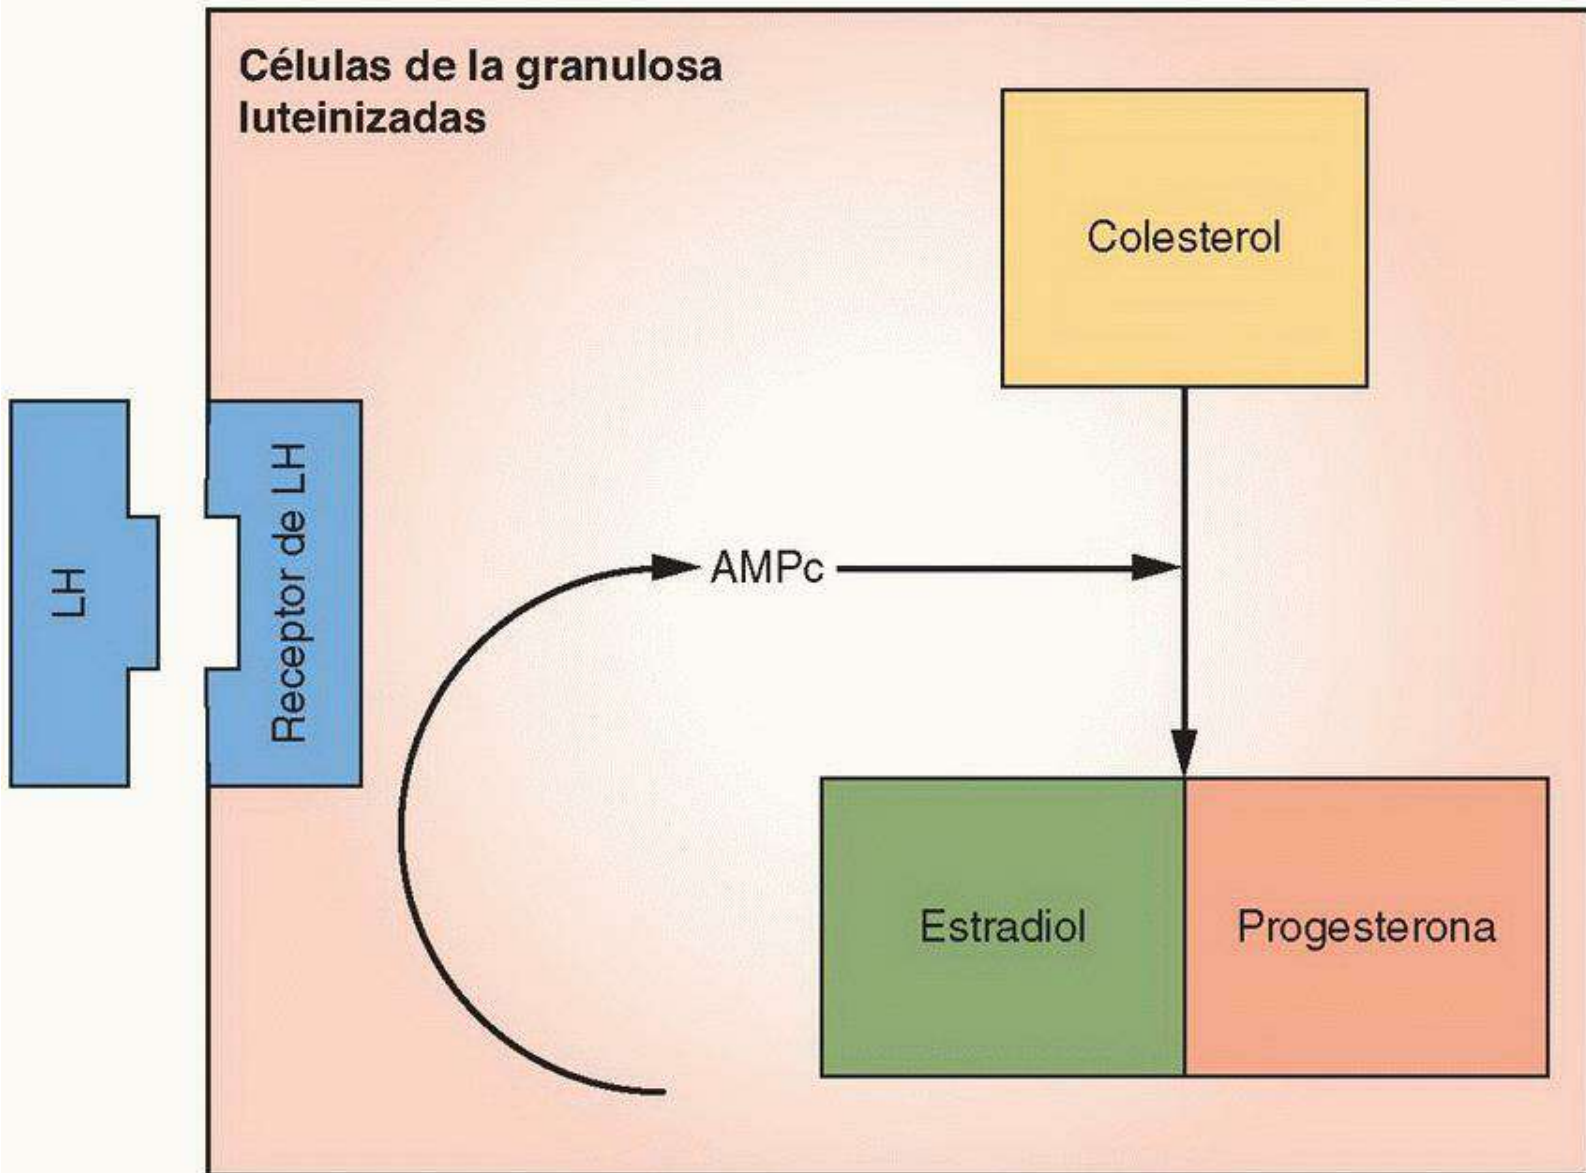 Células de la granulosa
luteinizadas
Colesterol
LH
Receptor de LH
AMPc
Estradiol
Progesterona